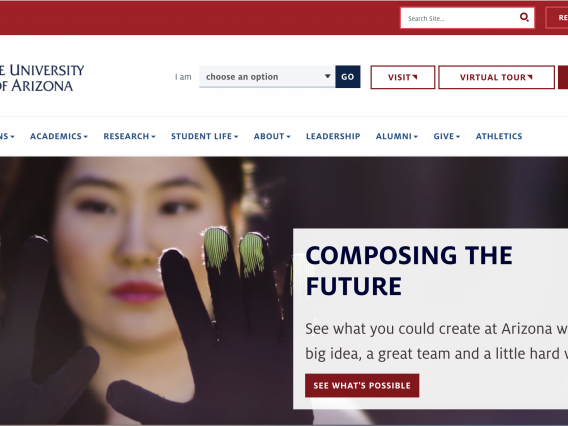 Search Site...
RE
E UNIVERSITY
OF ARIZONA
I am
choose an option
GO
VISIT
VIRTUAL TOUR
NS
ACADEMICS
RESEARCH
STUDENT LIFE
ABOUT
LEADERSHIP
ALUMNI
GIVE
ATHLETICS
COMPOSING THE
FUTURE
See what you could create at Arizona w
big idea, a great team and a little hard
SEE WHAT'S POSSIBLE